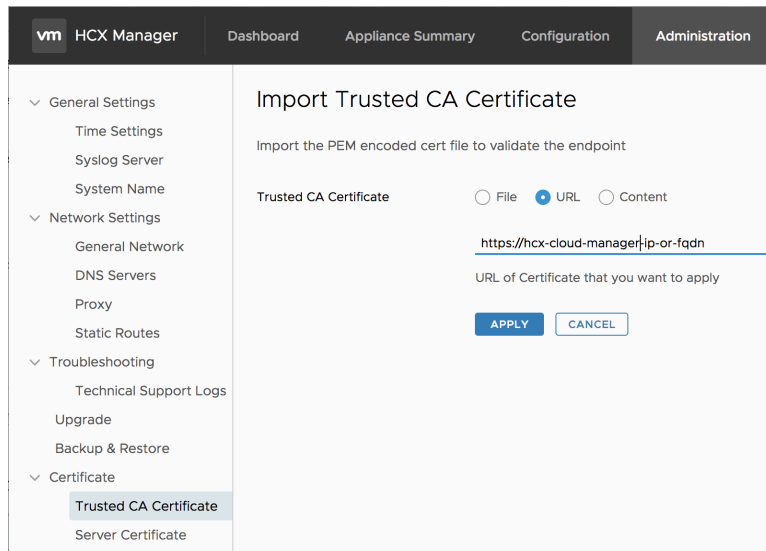 vm HCX Manager Dashboard Appliance Summary Configuration Administration
General Settings
Time Settings
Syslog Server
System Name
Network Settings
General Network
DNS Servers
Proxy
Static Routes
Troubleshooting
Technical Support Logs
Upgrade
Backup & Restore
Certificate
Trusted CA Certificate
Server Certificate
Import Trusted CA Certificate
Import the PEM encoded cert file to validate the endpoint
Trusted CA Certificate File URL Content
https://hcx-cloud-manager-ip-or-fqdn
URL of Certificate that you want to apply
APPLY CANCEL